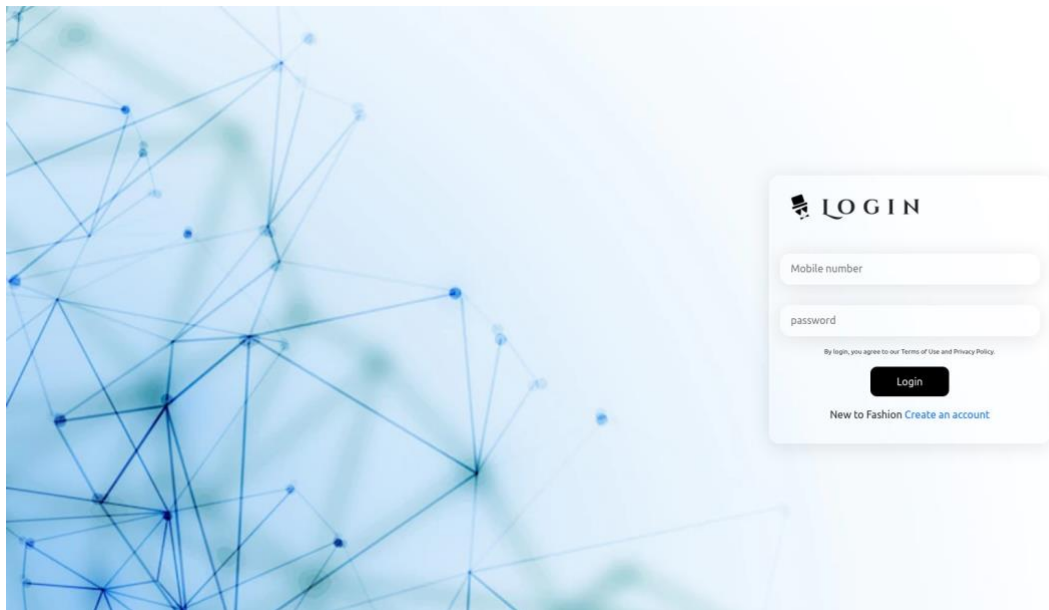 LOGIN
Mobile number
password
By login, you agree to our Terms of Use and Privacy Policy.
Login
New to Fashion Create an account